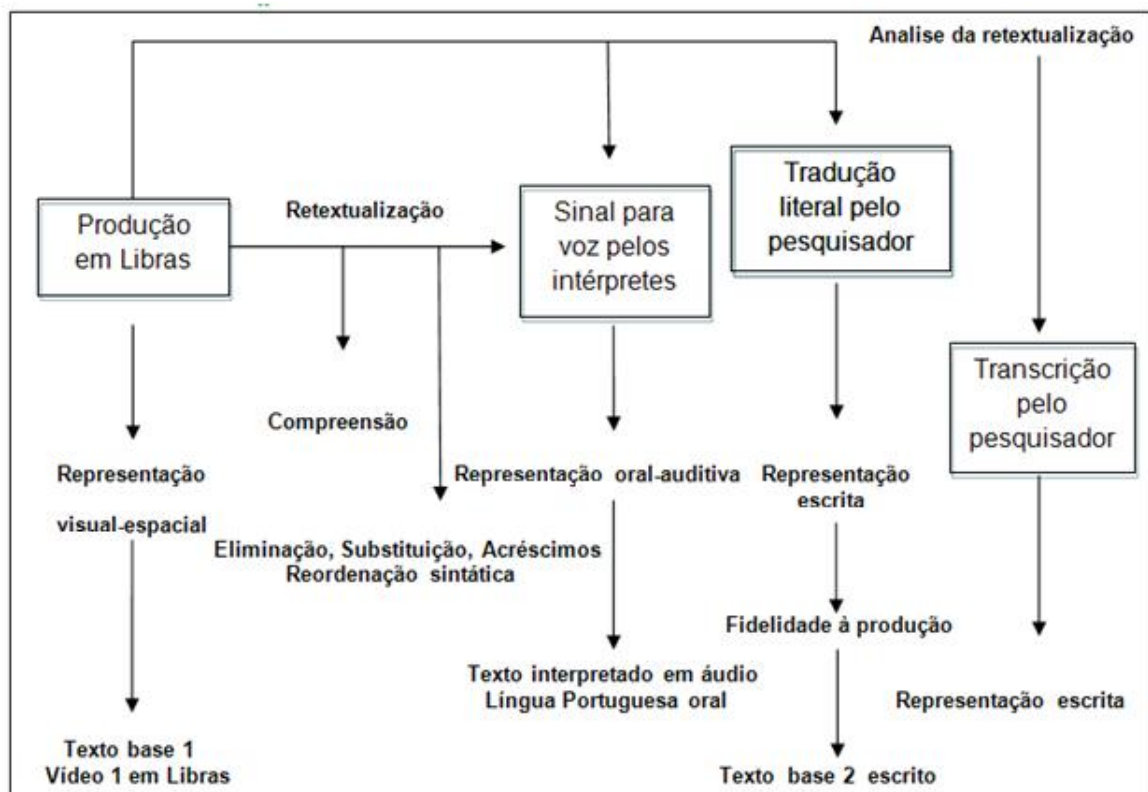 Analise da retextualização
Produção
em Libras
Retextualização
Sinal para
voz pelos
intérpretes
Tradução
literal pelo
pesquisador
Transcrição
pelo
pesquisador
Compreensão
Representação
visual-espacial
Representação oral-auditiva
Representação
escrita
Eliminação, Substituição, Acréscimos
Reordenação sintática
Fidelidade à produção
Texto interpretado em áudio
Língua Portuguesa oral
Representação escrita
Texto base 1
Vídeo 1 em Libras
Texto base 2 escrito